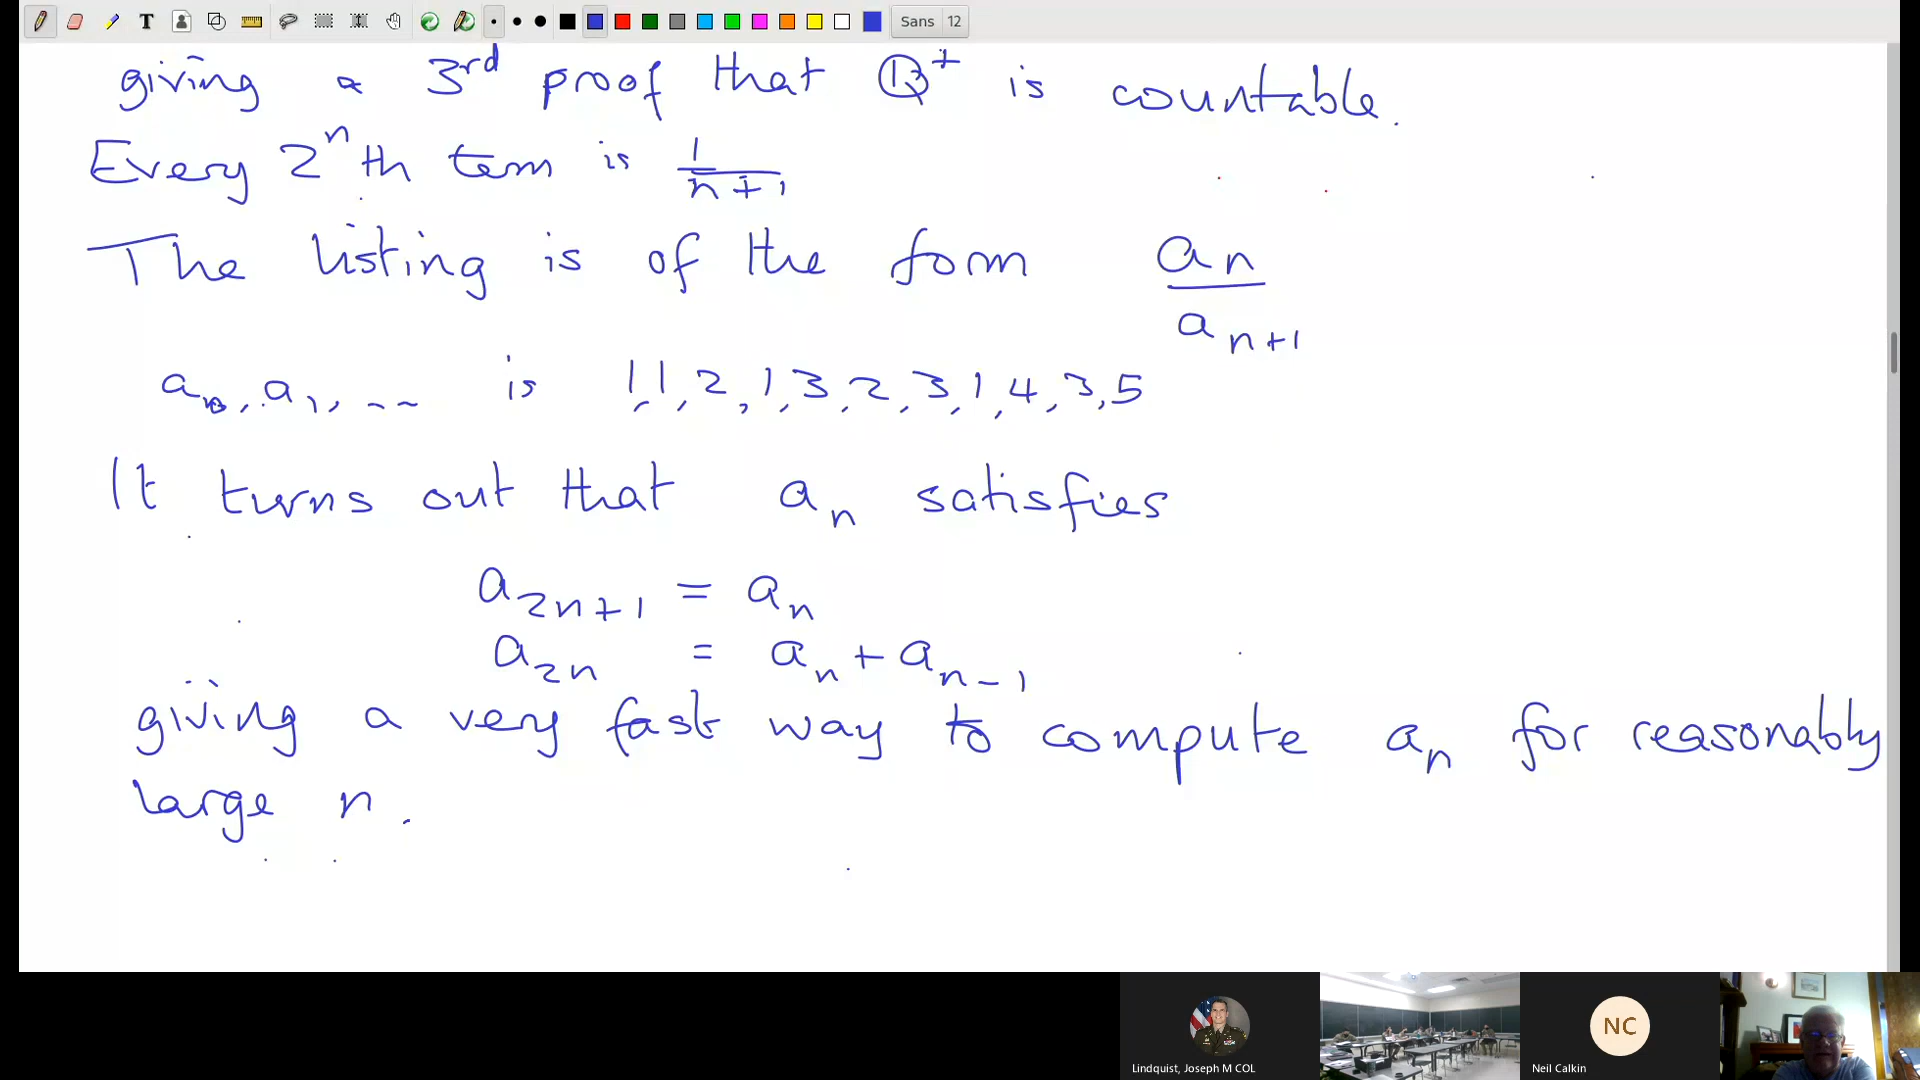 Sans 12
giving a 3rd proof that ℚ⁺ is countable.
Every 2ⁿth term is 1/(n+1)
The listing is of the form aₙ/aₙ₊₁
a₀, a₁, -- is 1,1,2,1,3,2,3,1,4,3,5
It turns out that aₙ satisfies
a₂ₙ₊₁ = aₙ
a₂ₙ = aₙ + aₙ₋₁
giving a very fast way to compute aₙ for reasonably
large n.
NC
Lindquist, Joseph M COL
Neil Calkin